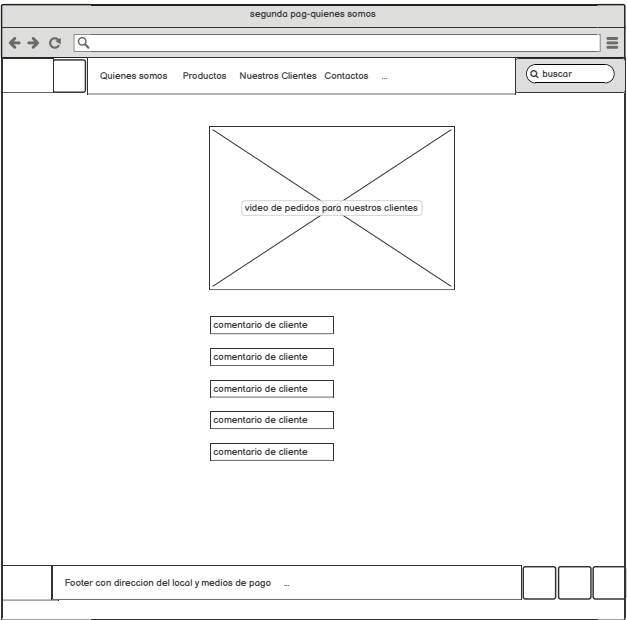 segunda pag-quienes somos
Quienes somos Productos Nuestros Clientes Contactos ...
buscar
video de pedidos para nuestros clientes
comentario de cliente
comentario de cliente
comentario de cliente
comentario de cliente
comentario de cliente
Footer con direccion del local y medios de pago ...